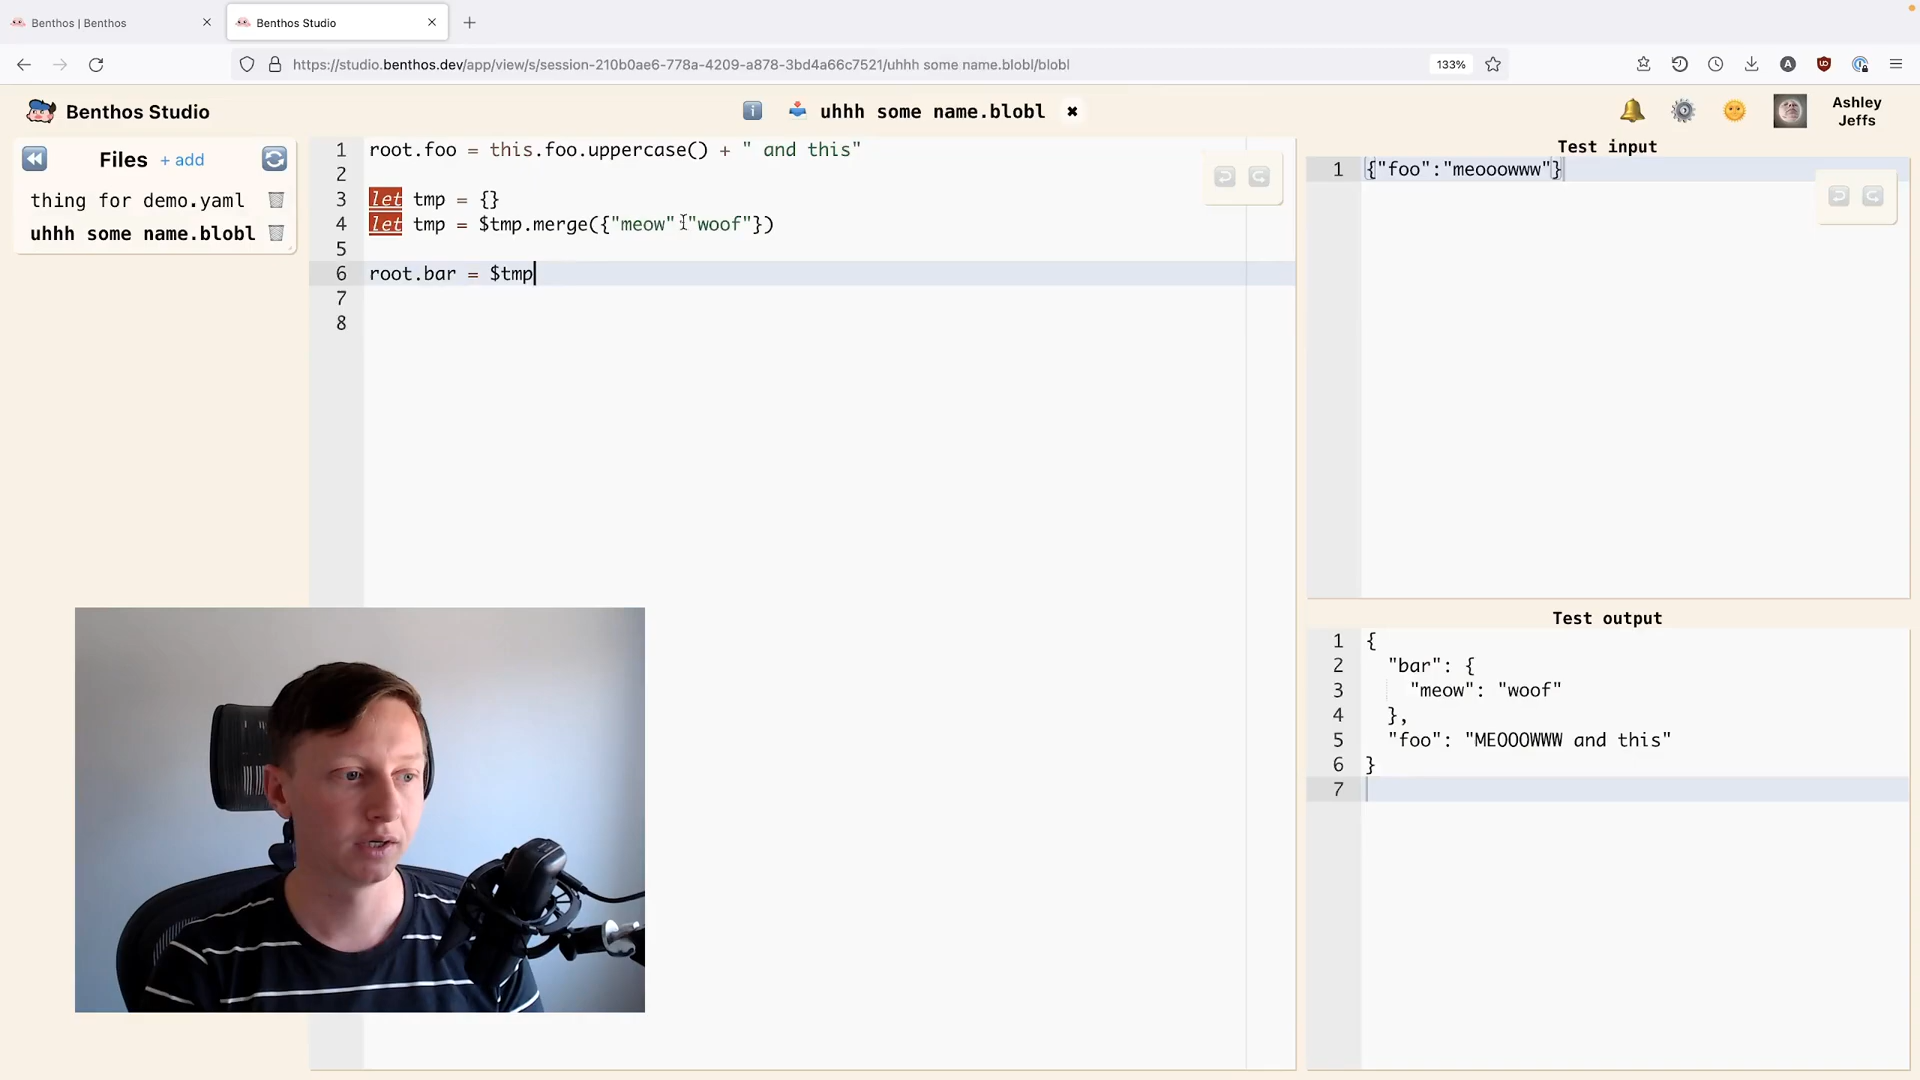 Benthos | Benthos
Benthos Studio
https://studio.benthos.dev/app/view/s/session-210b0ae6-778a-4209-a878-3bd4a66c7521/uhhh some name.blobl/blobl
133%
Benthos Studio
uhhh some name.blobl
Ashley
Jeffs
Files + add
thing for demo.yaml
uhhh some name.blobl
1 root.foo = this.foo.uppercase() + " and this"
2
3 let tmp = {}
4 let tmp = $tmp.merge({"meow":"woof"})
5
6 root.bar = $tmp
7
8
Test input
1 {"foo":"meooowww"}
Test output
1 {
2 "bar": {
3 "meow": "woof"
4 },
5 "foo": "MEOOOWWW and this"
6 }
7